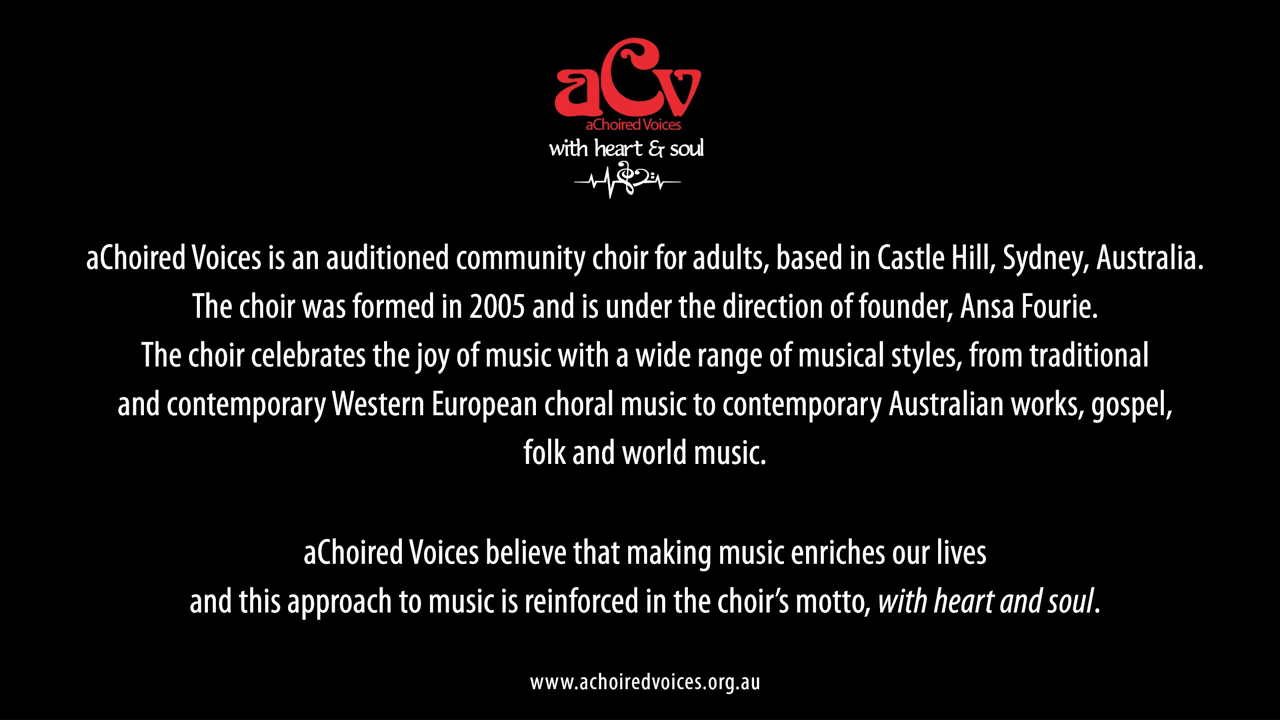 aCv
aChoired Voices
with heart & soul
aChoired Voices is an auditioned community choir for adults, based in Castle Hill, Sydney, Australia.
The choir was formed in 2005 and is under the direction of founder, Ansa Fourie.
The choir celebrates the joy of music with a wide range of musical styles, from traditional
and contemporary Western European choral music to contemporary Australian works, gospel,
folk and world music.
aChoired Voices believe that making music enriches our lives
and this approach to music is reinforced in the choir’s motto, with heart and soul.
www.achoiredvoices.org.au